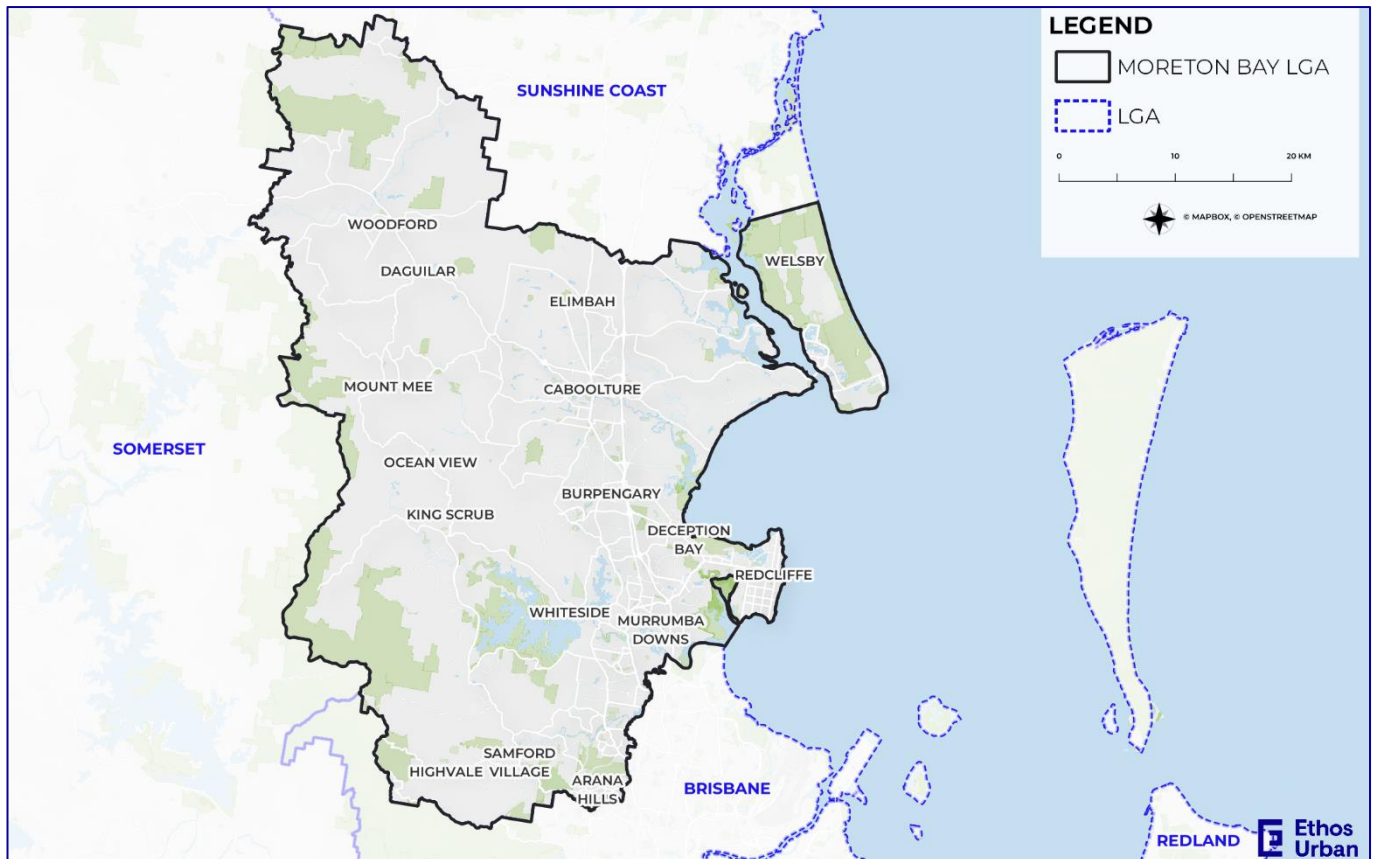 LEGEND
MORETON BAY LGA
LGA
0 10 20 KM
© MAPBOX, © OPENSTREETMAP
SUNSHINE COAST
WOODFORD
WELSBY
DAGUILAR
ELIMBAH
MOUNT MEE
CABOOLTURE
SOMERSET
OCEAN VIEW
BURPENGARY
KING SCRUB
DECEPTION
BAY
REDCLIFFE
WHITESIDE
MURRUMBA
DOWNS
SAMFORD
VILLAGE
HIGHVALE
ARANA
HILLS
BRISBANE
REDLAND
Ethos
Urban